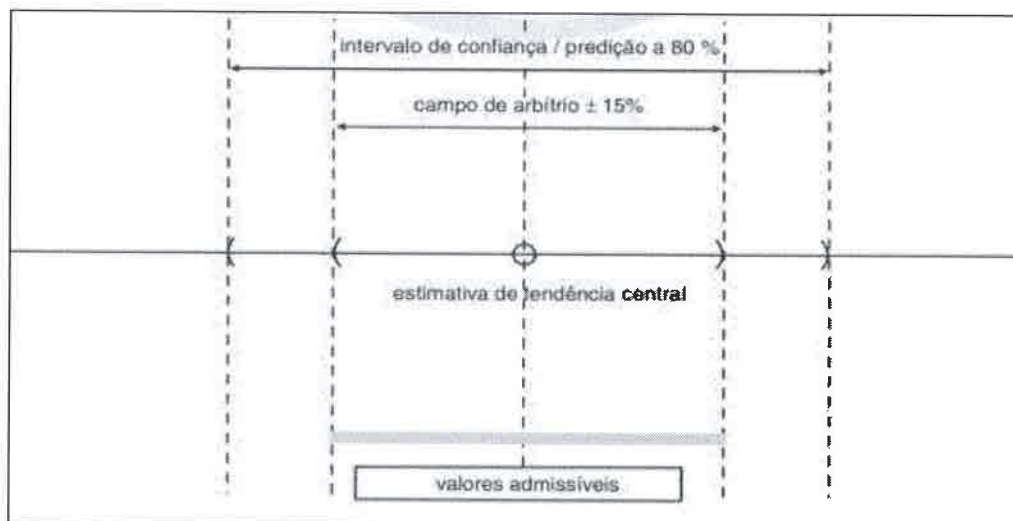 intervalo de confiança / predição a 80 %
campo de arbítrio ± 15%
estimativa de tendência central
valores admissíveis